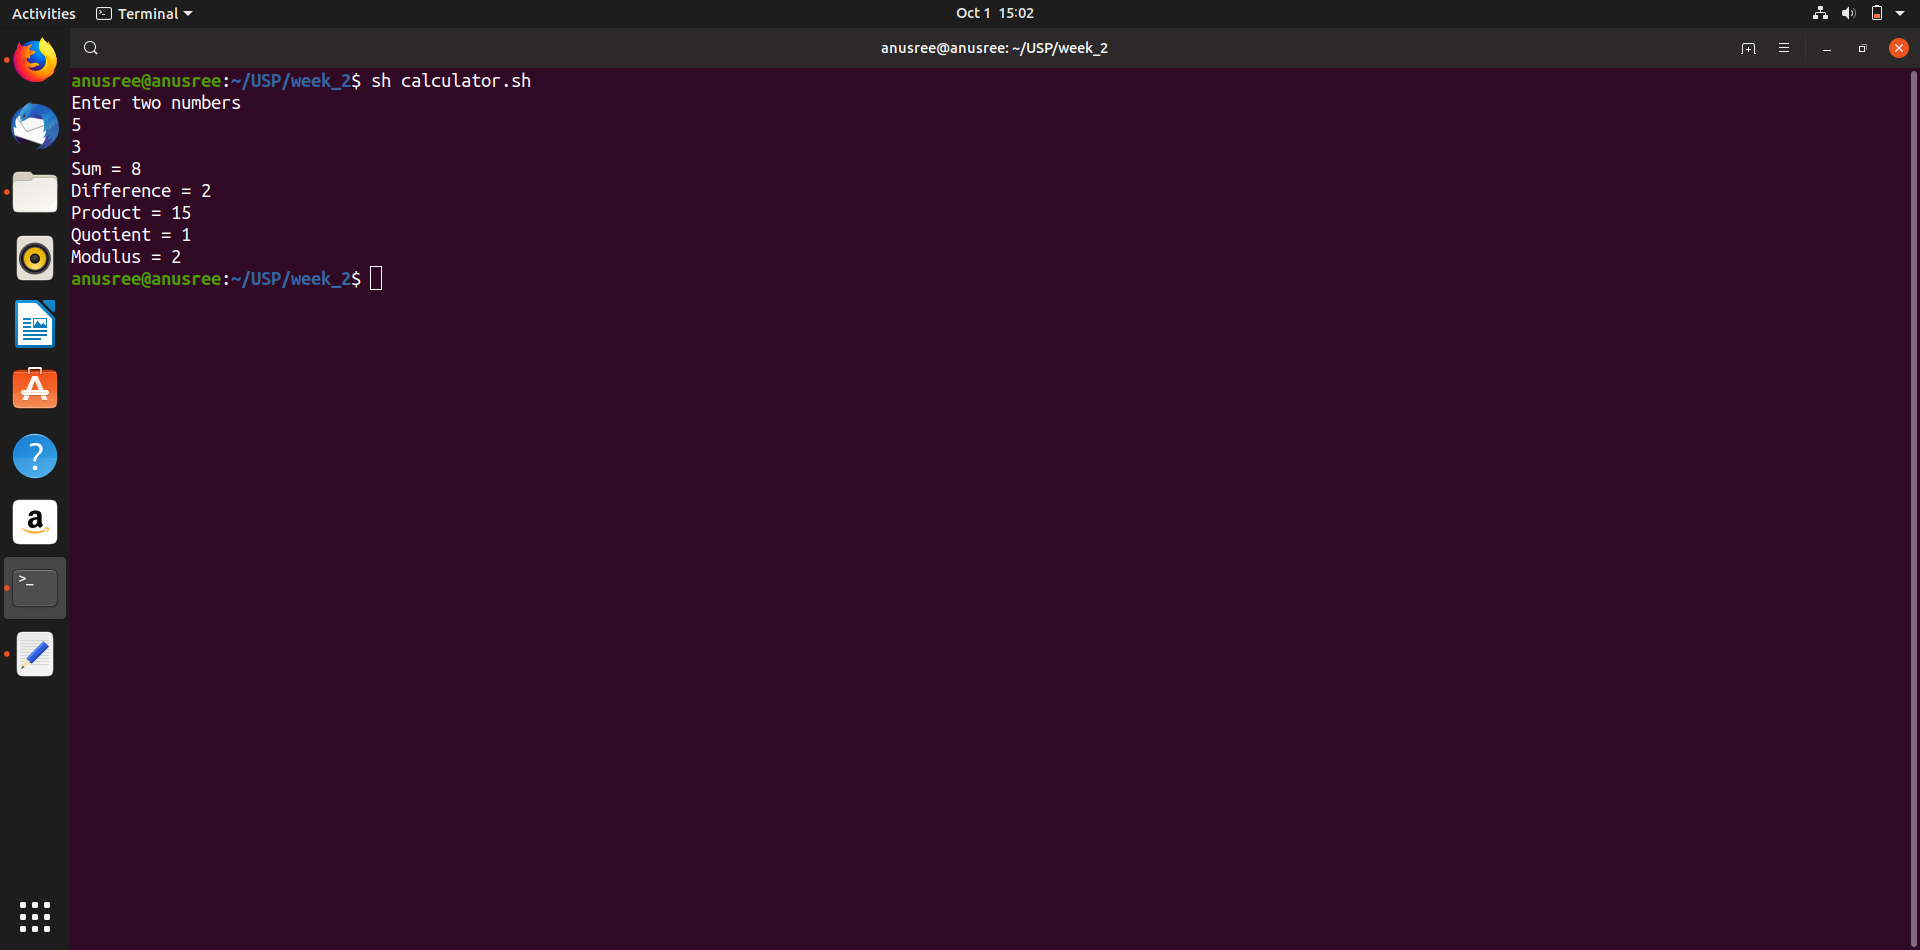 Activities
Terminal
Oct 1 15:02
anusree@anusree: ~/USP/week_2
anusree@anusree:~/USP/week_2$ sh calculator.sh
Enter two numbers
5
3
Sum = 8
Difference = 2
Product = 15
Quotient = 1
Modulus = 2
anusree@anusree:~/USP/week_2$
?
a
>_